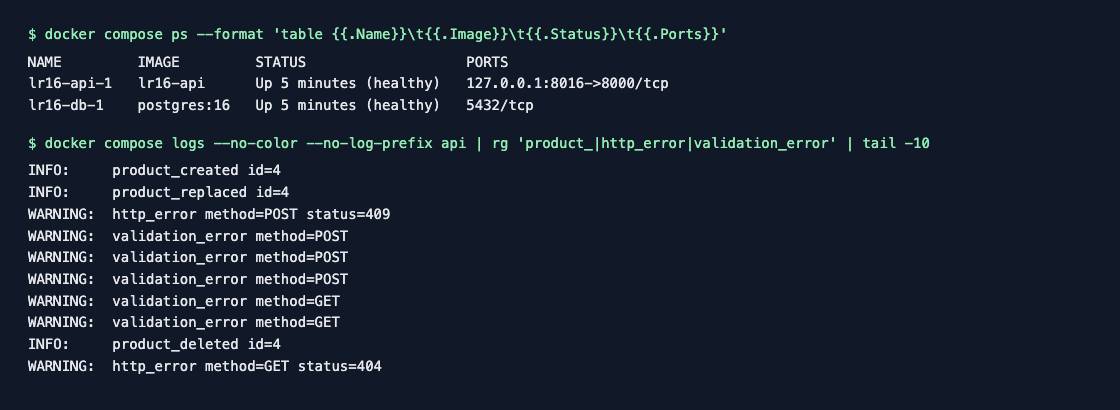 $ docker compose ps --format 'table {{.Name}}\t{{.Image}}\t{{.Status}}\t{{.Ports}}'
NAME        IMAGE        STATUS                   PORTS
lr16-api-1   lr16-api      Up 5 minutes (healthy)   127.0.0.1:8016->8000/tcp
lr16-db-1    postgres:16   Up 5 minutes (healthy)   5432/tcp
$ docker compose logs --no-color --no-log-prefix api | rg 'product_|http_error|validation_error' | tail -10
INFO:     product_created id=4
INFO:     product_replaced id=4
WARNING:  http_error method=POST status=409
WARNING:  validation_error method=POST
WARNING:  validation_error method=POST
WARNING:  validation_error method=POST
WARNING:  validation_error method=GET
WARNING:  validation_error method=GET
INFO:     product_deleted id=4
WARNING:  http_error method=GET status=404